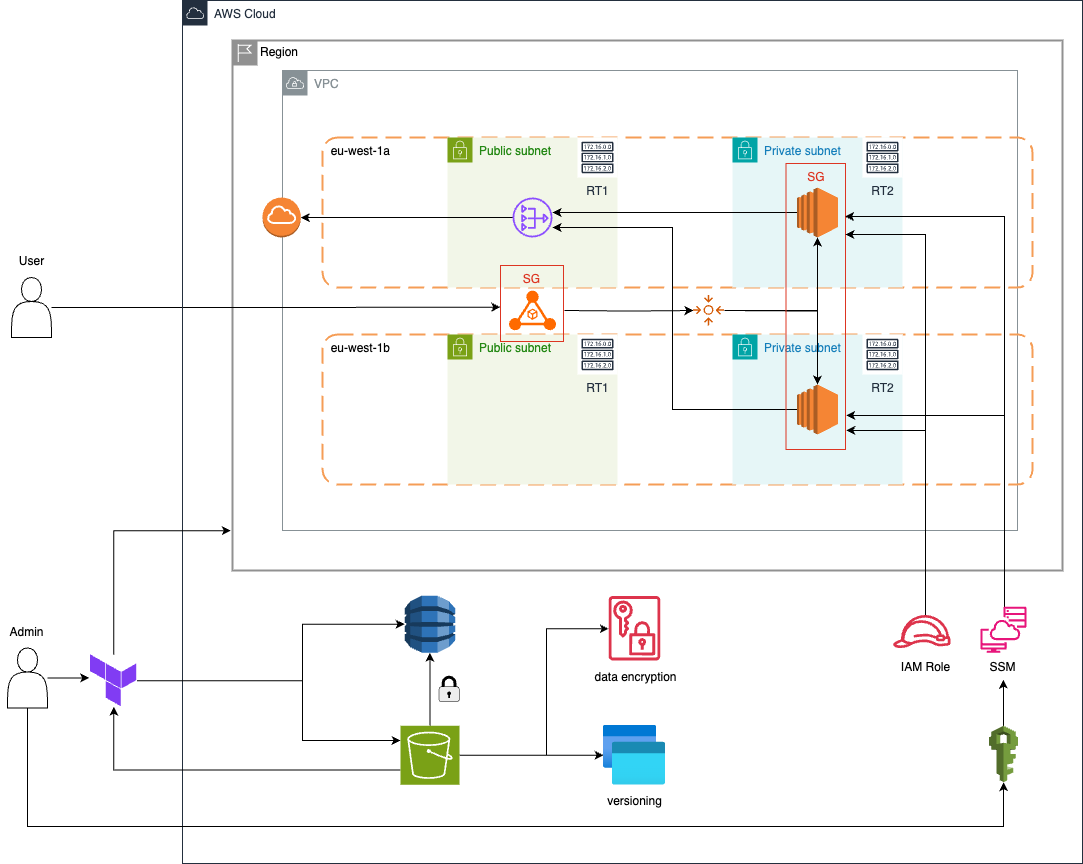 AWS Cloud
Region
VPC
eu-west-1a
Public subnet
172.16.0.0
172.16.1.0
172.16.2.0
RT1
Private subnet
172.16.0.0
172.16.1.0
172.16.2.0
RT2
SG
User
SG
eu-west-1b
Public subnet
172.16.0.0
172.16.1.0
172.16.2.0
RT1
Private subnet
172.16.0.0
172.16.1.0
172.16.2.0
RT2
Admin
data encryption
IAM Role
SSM
versioning